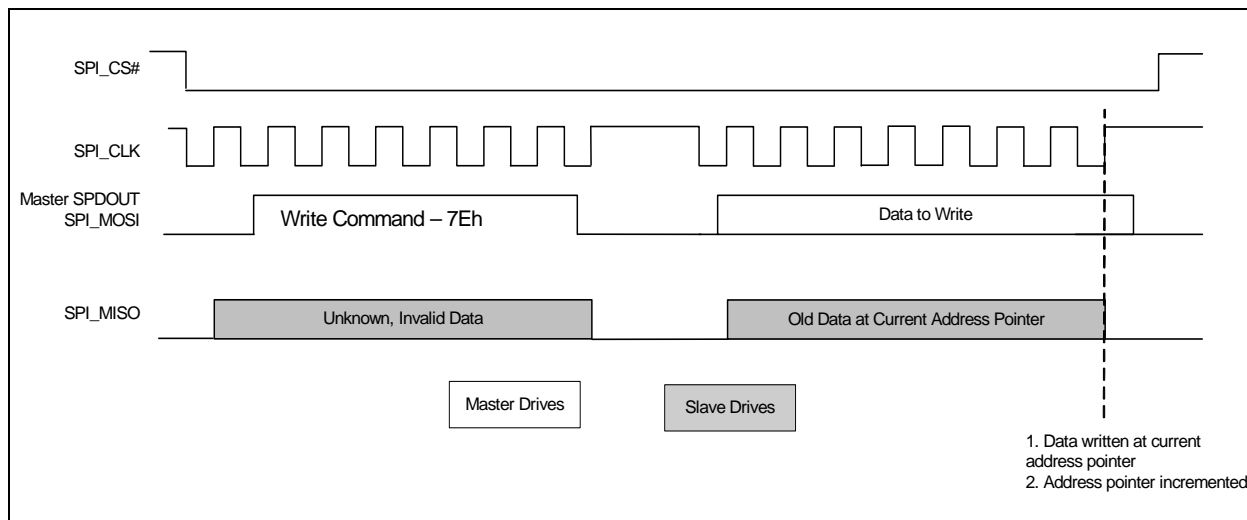 SPI_CS#
SPI_CLK
Master SPDOUT
SPI_MOSI
Write Command – 7Eh
Data to Write
SPI_MISO
Unknown, Invalid Data
Old Data at Current Address Pointer
Master Drives
Slave Drives
1. Data written at current
address pointer
2. Address pointer incremented